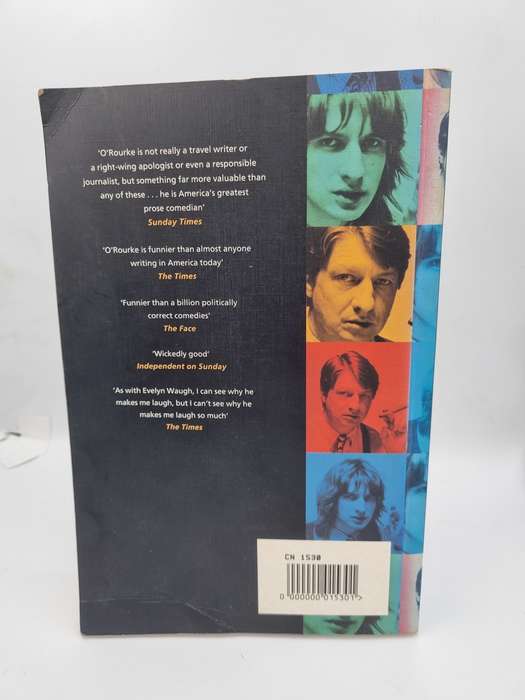 'O'Rourke is not really a travel writer or
a right-wing apologist or even a responsible
journalist, but something far more valuable than
any of these . . . he is America's greatest
prose comedian'
Sunday Times
'O'Rourke is funnier than almost anyone
writing in America today'
The Times
'Funnier than a billion politically
correct comedies'
The Face
'Wickedly good'
Independent on Sunday
'As with Evelyn Waugh, I can see why he
makes me laugh, but I can't see why he
makes me laugh so much'
The Times
CN 1530
0 000000 015301 >